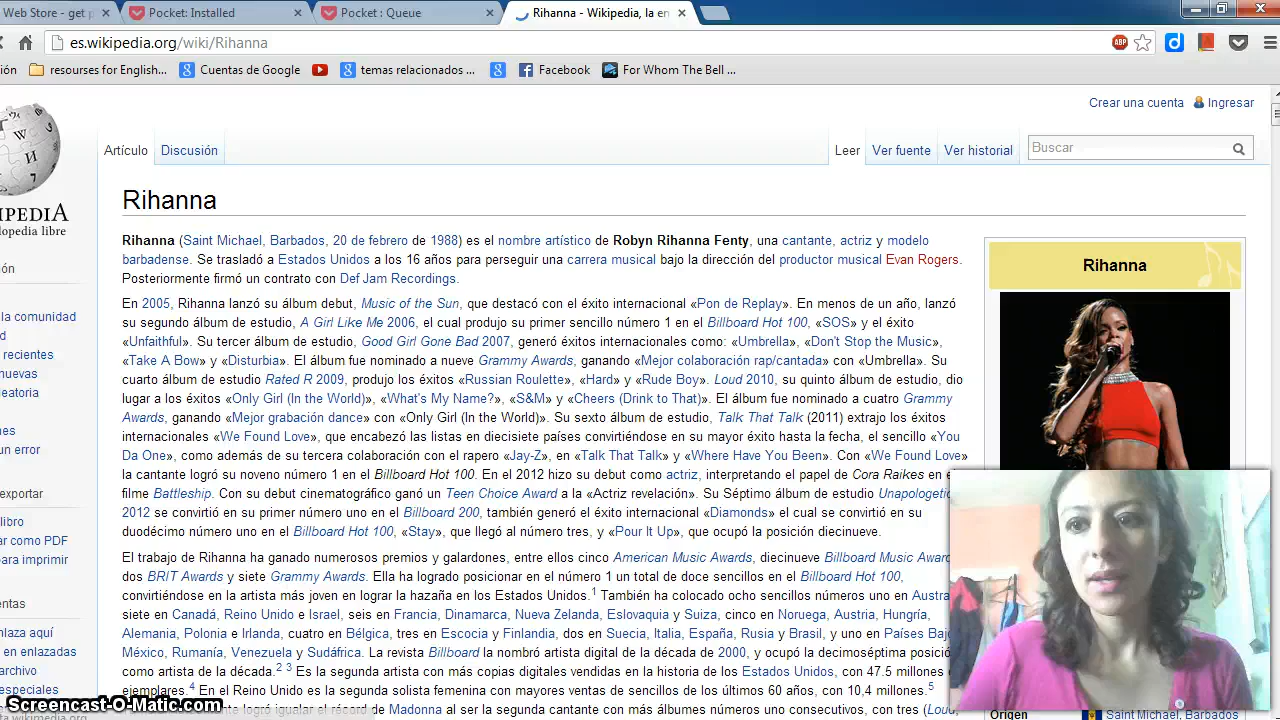 Web Store - get p
Pocket: Installed
Pocket : Queue
Rihanna - Wikipedia, la en
es.wikipedia.org/wiki/Rihanna
ABP
d
ión
resourses for English...
Cuentas de Google
temas relacionados ...
Facebook
For Whom The Bell ...
Crear una cuenta
Ingresar
Artículo
Discusión
Leer
Ver fuente
Ver historial
Buscar
IPEDIA
lopedia libre
ión
la comunidad
d
recientes
nuevas
eatoria
nes
un error
exportar
libro
ar como PDF
para imprimir
entas
nlaza aquí
en enlazadas
archivo
especiales
Rihanna
Rihanna (Saint Michael, Barbados, 20 de febrero de 1988) es el nombre artístico de Robyn Rihanna Fenty, una cantante, actriz y modelo
barbadense. Se trasladó a Estados Unidos a los 16 años para perseguir una carrera musical bajo la dirección del productor musical Evan Rogers.
Posteriormente firmó un contrato con Def Jam Recordings.
En 2005, Rihanna lanzó su álbum debut, Music of the Sun, que destacó con el éxito internacional «Pon de Replay». En menos de un año, lanzó
su segundo álbum de estudio, A Girl Like Me 2006, el cual produjo su primer sencillo número 1 en el Billboard Hot 100, «SOS» y el éxito
«Unfaithful». Su tercer álbum de estudio, Good Girl Gone Bad 2007, generó éxitos internacionales como: «Umbrella», «Don't Stop the Music»,
«Take A Bow» y «Disturbia». El álbum fue nominado a nueve Grammy Awards, ganando «Mejor colaboración rap/cantada» con «Umbrella». Su
cuarto álbum de estudio Rated R 2009, produjo los éxitos «Russian Roulette», «Hard» y «Rude Boy». Loud 2010, su quinto álbum de estudio, dio
lugar a los éxitos «Only Girl (In the World)», «What's My Name?», «S&M» y «Cheers (Drink to That)». El álbum fue nominado a cuatro Grammy
Awards, ganando «Mejor grabación dance» con «Only Girl (In the World)». Su sexto álbum de estudio, Talk That Talk (2011) extrajo los éxitos
internacionales «We Found Love», que encabezó las listas en diecisiete países convirtiéndose en su mayor éxito hasta la fecha, el sencillo «You
Da One», como además de su tercera colaboración con el rapero «Jay-Z», en «Talk That Talk» y «Where Have You Been». Con «We Found Love»
la cantante logró su noveno número 1 en el Billboard Hot 100. En el 2012 hizo su debut como actriz, interpretando el papel de Cora Raikes en e
filme Battleship. Con su debut cinematográfico ganó un Teen Choice Award a la «Actriz revelación». Su Séptimo álbum de estudio Unapologetic
2012 se convirtió en su primer número uno en el Billboard 200, también generó el éxito internacional «Diamonds» el cual se convirtió en su
duodécimo número uno en el Billboard Hot 100, «Stay», que llegó al número tres, y «Pour It Up», que ocupó la posición diecinueve.
El trabajo de Rihanna ha ganado numerosos premios y galardones, entre ellos cinco American Music Awards, diecinueve Billboard Music Award
dos BRIT Awards y siete Grammy Awards. Ella ha logrado posicionar en el número 1 un total de doce sencillos en el Billboard Hot 100,
convirtiéndose en la artista más joven en lograr tal hazaña en los Estados Unidos.1 También ha colocado ocho sencillos número uno en Austra
siete en Canadá, Reino Unido e Israel, seis en Francia, Dinamarca, Nueva Zelanda, Eslovaquia y Suiza, cinco en Noruega, Austria, Hungría,
Alemania, Polonia e Irlanda, cuatro en Bélgica, tres en Escocia y Finlandia, dos en Suecia, Italia, España, Rusia y Brasil, y uno en Países Bajo
México, Rumanía, Venezuela y Sudáfrica. La revista Billboard la nombró artista digital de la década de 2000, y ocupó la decimoséptima posició
como artista de la década.2 3 Es la segunda artista con más copias digitales vendidas en la historia de los Estados Unidos, con 47.5 millones
ejemplares.4 En el Reino Unido es la segunda solista femenina con mayores ventas de sencillos de los últimos 60 años, con 10,4 millones.5
logró igualar el récord de Madonna al ser la segunda cantante con más álbumes número uno consecutivos, con tres (Loud,
Rihanna
Origen
Saint Michael, Barbados
Screencast-O-Matic.com